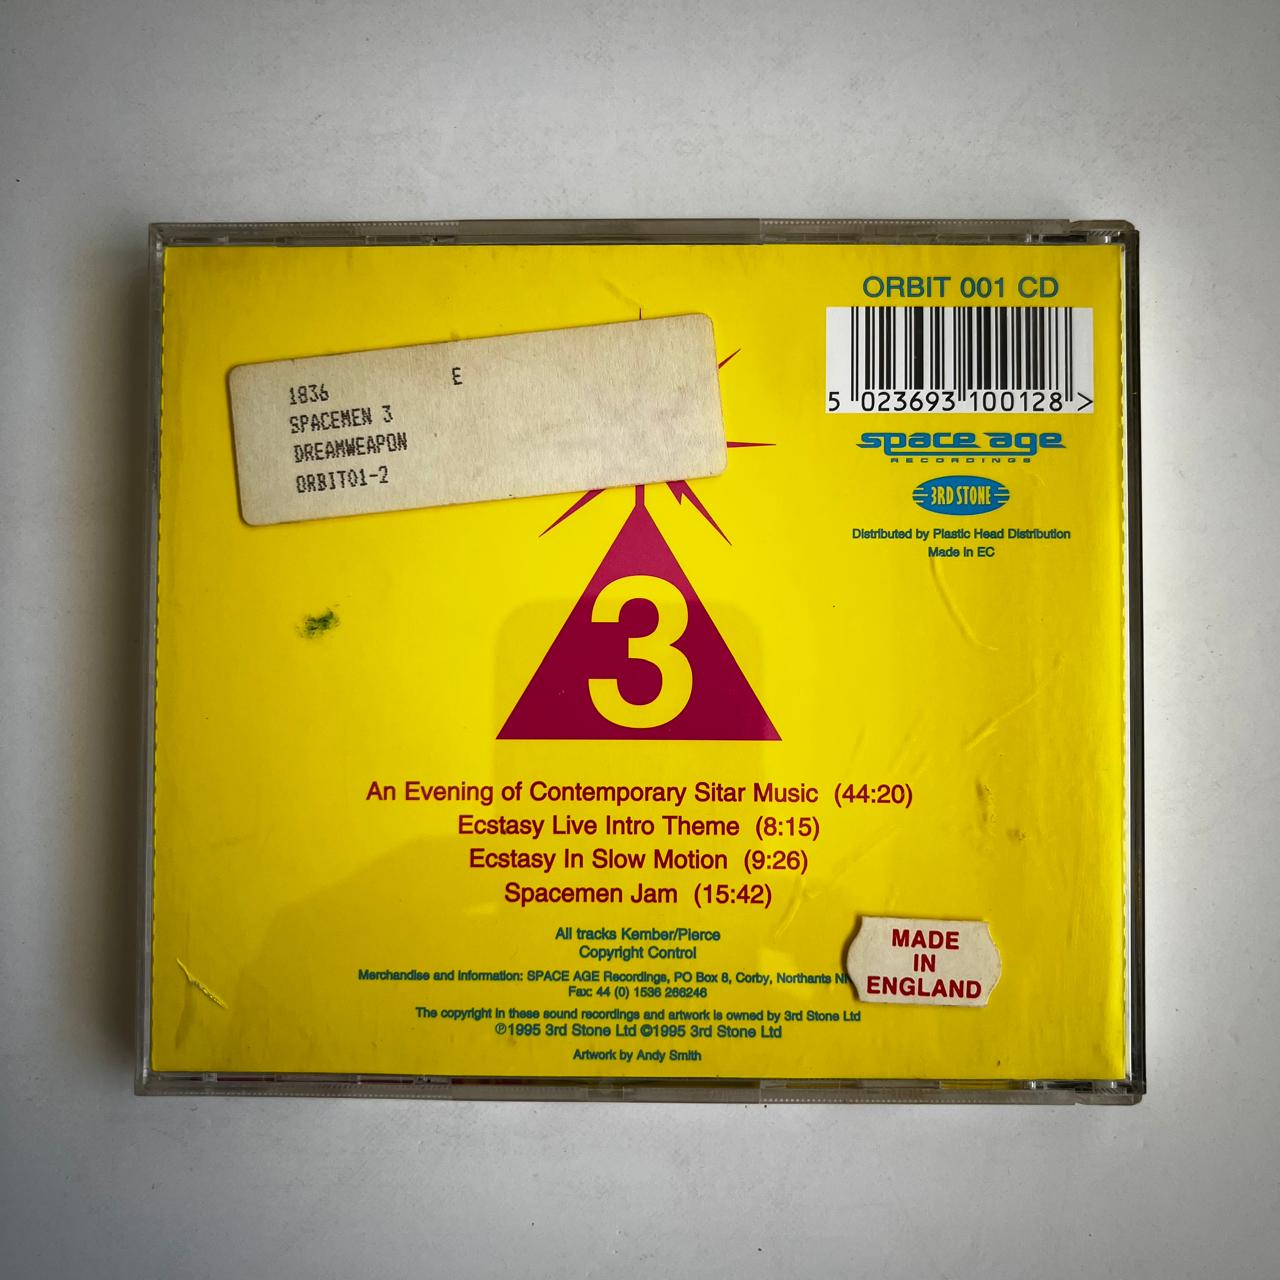 ORBIT 001 CD
5 023693 100128 >
space age
RECORDINGS
3RD STONE
Distributed by Plastic Head Distribution
Made in EC
1836 E
SPACEMEN 3
DREAMWEAPON
ORBIT01-2
3
An Evening of Contemporary Sitar Music (44:20)
Ecstasy Live Intro Theme (8:15)
Ecstasy In Slow Motion (9:26)
Spacemen Jam (15:42)
All tracks Kember/Pierce
Copyright Control
Merchandise and information: SPACE AGE Recordings, PO Box 8, Corby, Northants
Fax: 44 (0) 1536 266246
The copyright in these sound recordings and artwork is owned by 3rd Stone Ltd
℗1995 3rd Stone Ltd ©1995 3rd Stone Ltd
Artwork by Andy Smith
MADE
IN
ENGLAND